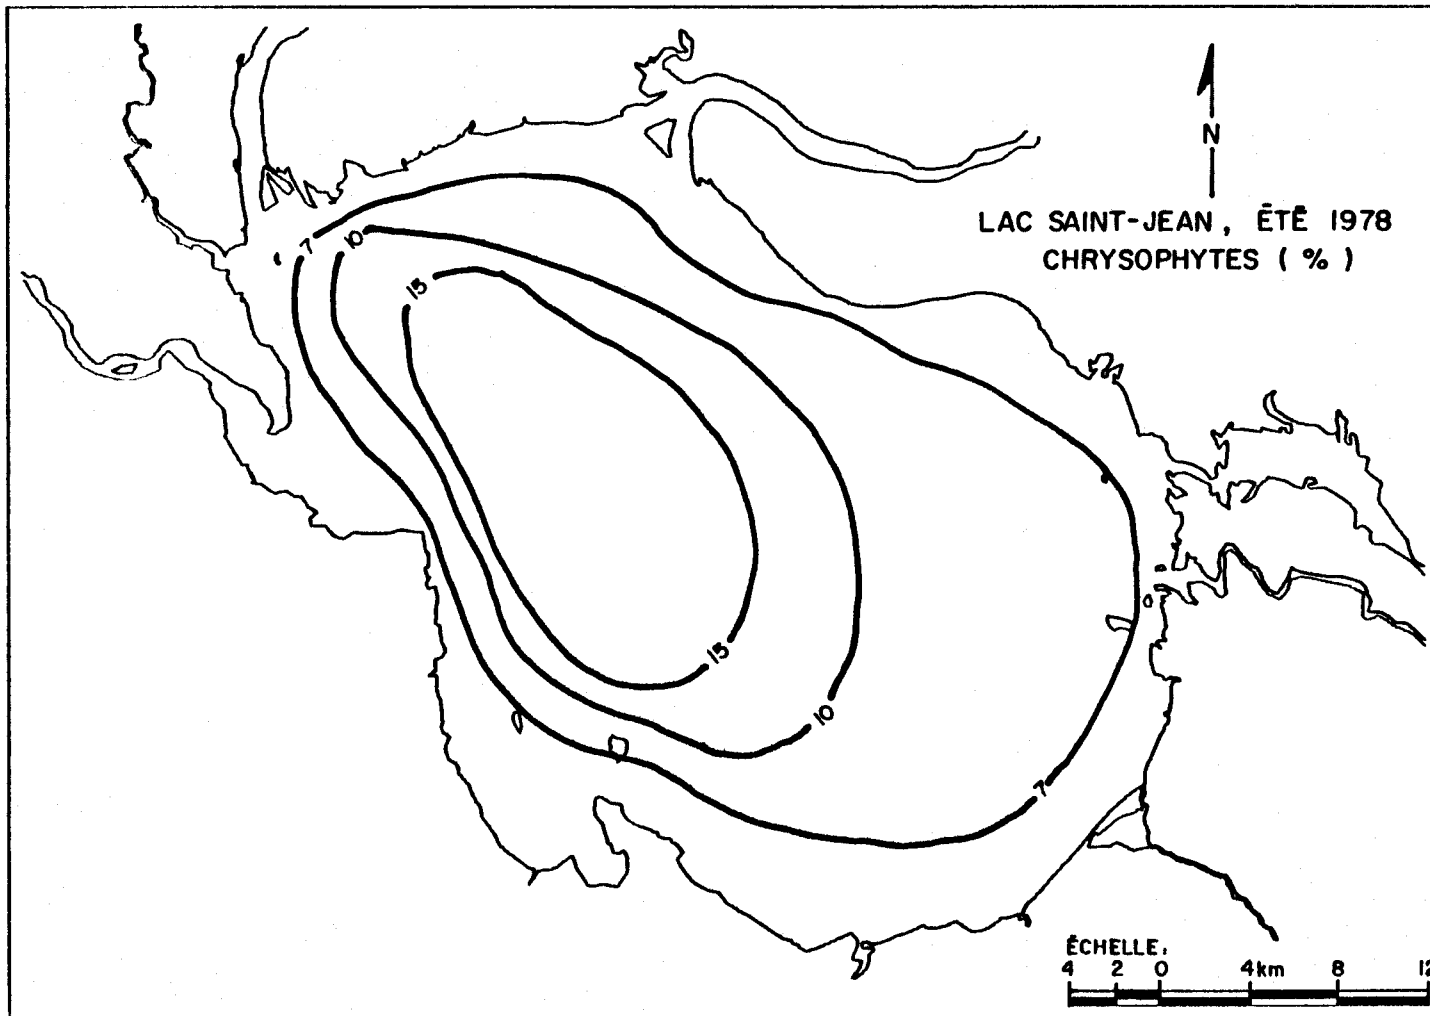 N
LAC SAINT-JEAN, ÉTÉ 1978
CHRYSOPHYTES (%)
7
10
15
15
10
7
ÉCHELLE:
4 2 0 4km 8 12